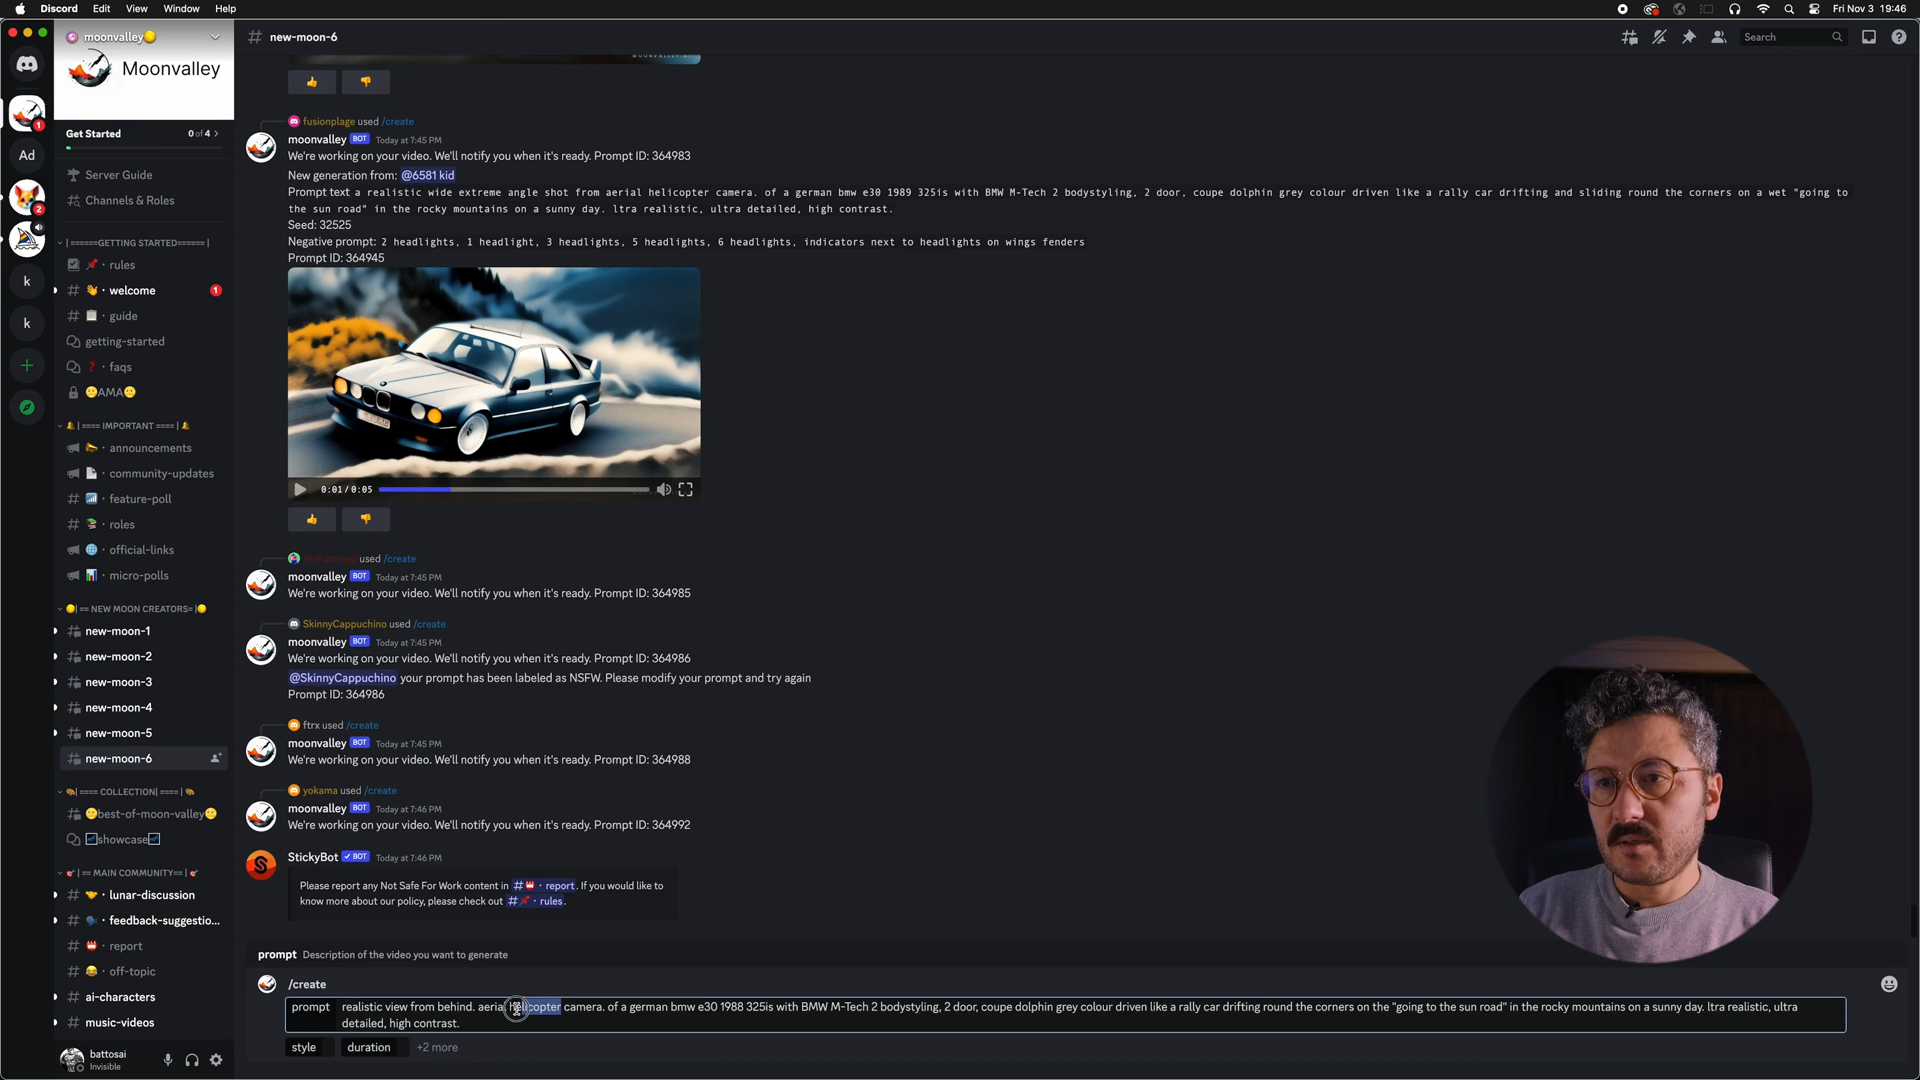 Discord Edit View Window Help
Fri Nov 3 19:46
moonvalley
Moonvalley
Get Started 0 of 4 >
Server Guide
Channels & Roles
| ======GETTING STARTED====== |
rules
welcome 1
guide
getting-started
faqs
AMA
| ==== IMPORTANT ==== |
announcements
community-updates
feature-poll
roles
official-links
micro-polls
| == NEW MOON CREATORS= |
new-moon-1
new-moon-2
new-moon-3
new-moon-4
new-moon-5
new-moon-6
| ==== COLLECTION| ==== |
best-of-moon-valley
showcase
| == MAIN COMMUNITY== |
lunar-discussion
feedback-suggestio...
report
off-topic
ai-characters
music-videos
battosai
Invisible
1
Ad
2
k
k
# new-moon-6
Search
fusionplage used /create
moonvalley BOT Today at 7:45 PM
We're working on your video. We'll notify you when it's ready. Prompt ID: 364983
New generation from: @6581 kid
Prompt text a realistic wide extreme angle shot from aerial helicopter camera. of a german bmw e30 1989 325is with BMW M-Tech 2 bodystyling, 2 door, coupe dolphin grey colour driven like a rally car drifting and sliding round the corners on a wet "going to
the sun road" in the rocky mountains on a sunny day. ltra realistic, ultra detailed, high contrast.
Seed: 32525
Negative prompt: 2 headlights, 1 headlight, 3 headlights, 5 headlights, 6 headlights, indicators next to headlights on wings fenders
Prompt ID: 364945
0:01/0:05
used /create
moonvalley BOT Today at 7:45 PM
We're working on your video. We'll notify you when it's ready. Prompt ID: 364985
SkinnyCappuchino used /create
moonvalley BOT Today at 7:45 PM
We're working on your video. We'll notify you when it's ready. Prompt ID: 364986
@SkinnyCappuchino your prompt has been labeled as NSFW. Please modify your prompt and try again
Prompt ID: 364986
ftrx used /create
moonvalley BOT Today at 7:45 PM
We're working on your video. We'll notify you when it's ready. Prompt ID: 364988
yokama used /create
moonvalley BOT Today at 7:46 PM
We're working on your video. We'll notify you when it's ready. Prompt ID: 364992
StickyBot BOT Today at 7:46 PM
Please report any Not Safe For Work content in # report. If you would like to
know more about our policy, please check out # rules.
prompt Description of the video you want to generate
/create
prompt realistic view from behind. aerial helicopter camera. of a german bmw e30 1988 325is with BMW M-Tech 2 bodystyling, 2 door, coupe dolphin grey colour driven like a rally car drifting round the corners on the "going to the sun road" in the rocky mountains on a sunny day. ltra realistic, ultra
detailed, high contrast.
style duration +2 more